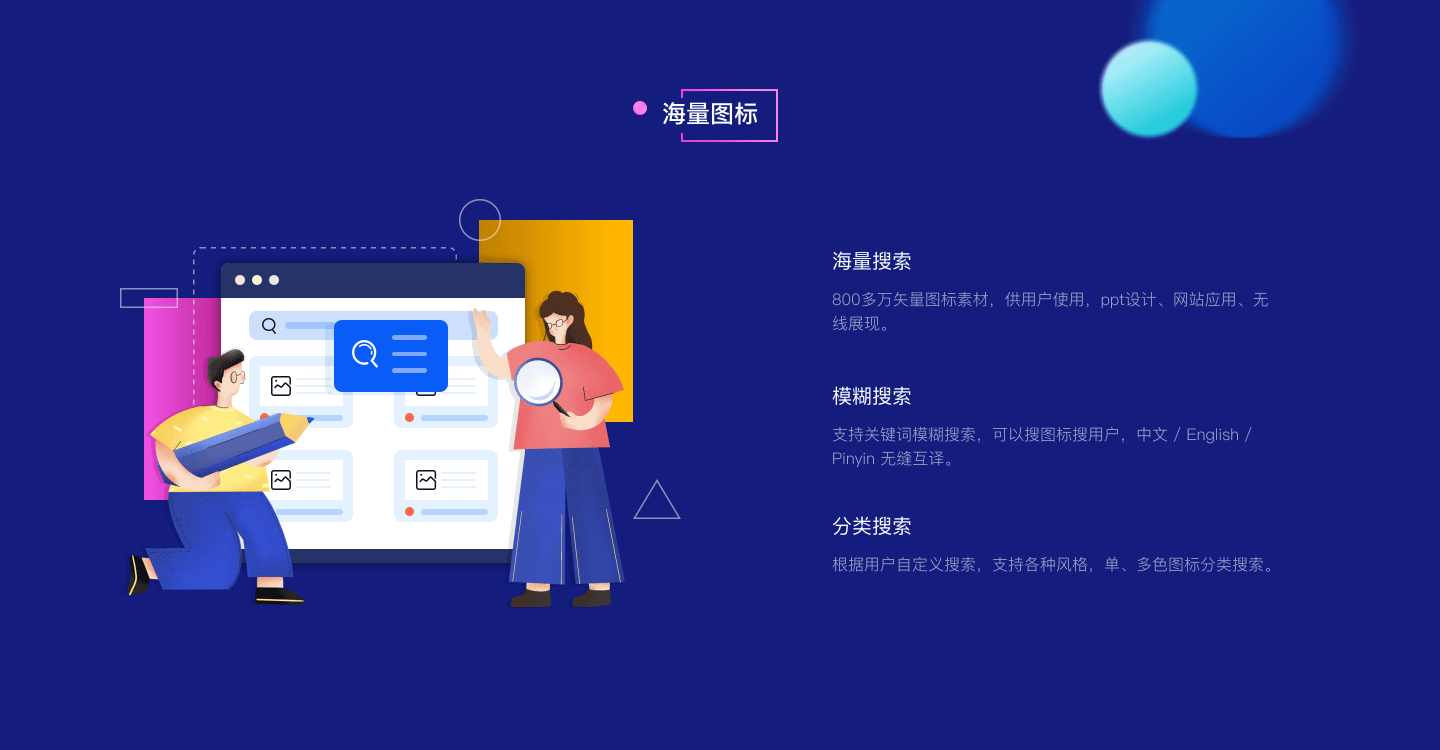 海量图标
海量搜索
800多万矢量图标素材，供用户使用，ppt设计、网站应用、无
线展现。
模糊搜索
支持关键词模糊搜索，可以搜图标搜用户，中文 / English /
Pinyin 无缝互译。
分类搜索
根据用户自定义搜索，支持各种风格，单、多色图标分类搜索。